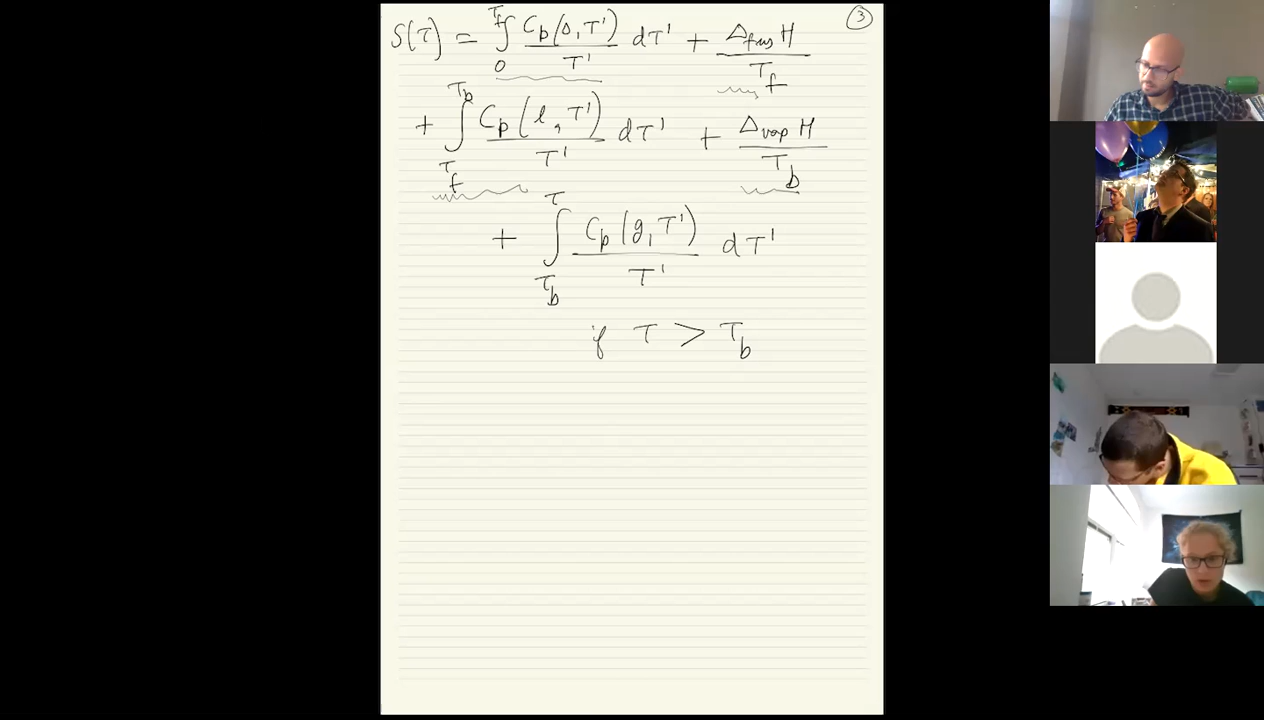 ③
S(T) = ∫₀^{T_f} C_p(s,T')/T' dT' + Δ_fus H/T_f
+ ∫_{T_f}^{T_b} C_p(l,T')/T' dT' + Δ_vap H/T_b
+ ∫_{T_b}^{T} C_p(g,T')/T' dT'
if T > T_b